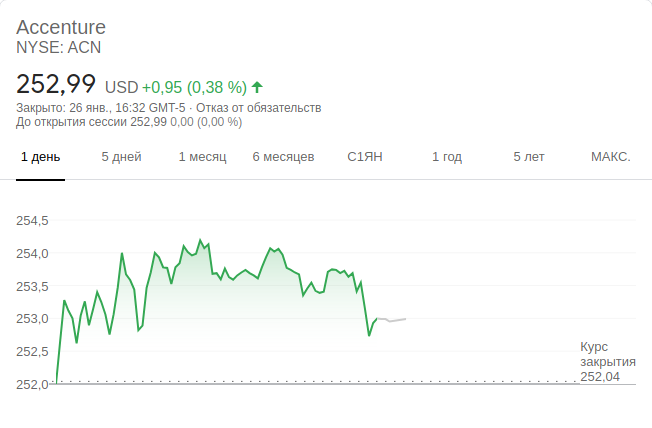 Accenture
NYSE: ACN
252,99 USD +0,95 (0,38 %)
Закрыто: 26 янв., 16:32 GMT-5 · Отказ от обязательств
До открытия сессии 252,99 0,00 (0,00 %)
1 день 5 дней 1 месяц 6 месяцев С1ЯН 1 год 5 лет МАКС.
254,5
254,0
253,5
253,0
252,5
252,0
Курс
закрытия
252,04